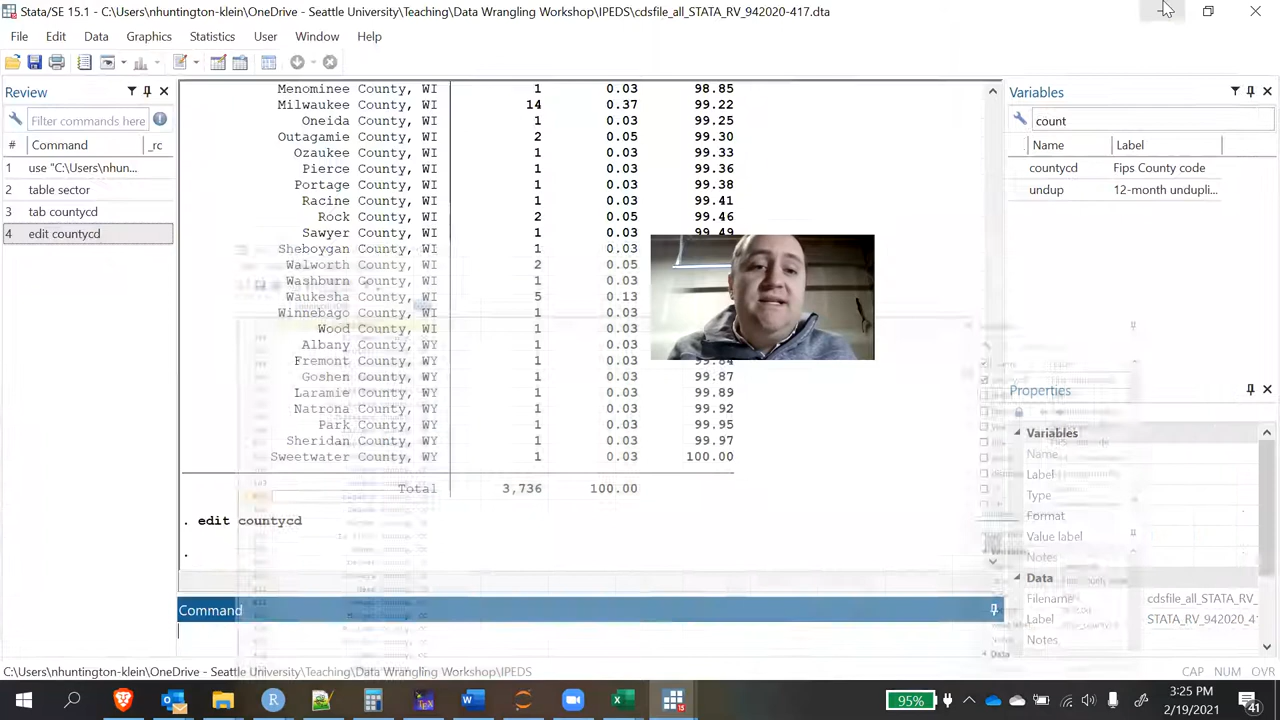 Stata/SE 15.1 - C:\Users\nhuntington-klein\OneDrive - Seattle University\Teaching\Data Wrangling Workshop\IPEDS\cdsfile_all_STATA_RV_942020-417.dta
File Edit Data Graphics Statistics User Window Help
Review
Filter commands here
# Command _rc
1 use "C:\Users\nhun...
2 table sector
3 tab countycd
4 edit countycd
Menominee County, WI 1 0.03 98.85
Milwaukee County, WI 14 0.37 99.22
Oneida County, WI 1 0.03 99.25
Outagamie County, WI 2 0.05 99.30
Ozaukee County, WI 1 0.03 99.33
Pierce County, WI 1 0.03 99.36
Portage County, WI 1 0.03 99.38
Racine County, WI 1 0.03 99.41
Rock County, WI 2 0.05 99.46
Sawyer County, WI 1 0.03 99.49
Sheboygan County, WI 1 0.03
Walworth County, WI 2 0.05
Washburn County, WI 1 0.03
Waukesha County, WI 5 0.13
Winnebago County, WI 1 0.03
Wood County, WI 1 0.03
Albany County, WY 1 0.03
Fremont County, WY 1 0.03 99.84
Goshen County, WY 1 0.03 99.87
Laramie County, WY 1 0.03 99.89
Natrona County, WY 1 0.03 99.92
Park County, WY 1 0.03 99.95
Sheridan County, WY 1 0.03 99.97
Sweetwater County, WY 1 0.03 100.00
Total 3,736 100.00
. edit countycd
.
Command
Variables
count
Name Label
countycd Fips County code
undup 12-month undupli...
Properties
Variables
Name
Label
Type
Format
Value label
Notes
Data
Filename cdsfile_all_STATA_RV_
Label STATA_RV_942020_4
Notes
C:\Users\nhuntington-klein\OneDrive - Seattle University\Teaching\Data Wrangling Workshop\IPEDS
CAP NUM OVR
95%
3:25 PM
2/19/2021
41